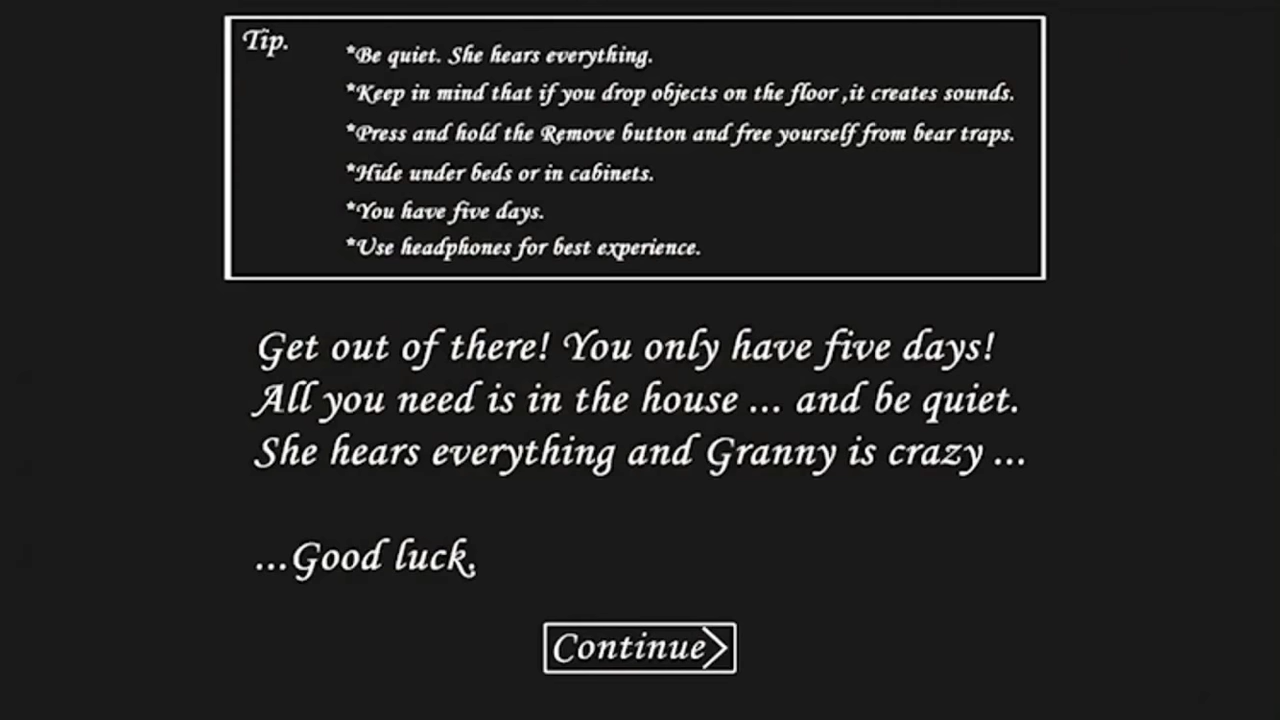 Tip.
*Be quiet. She hears everything.
*Keep in mind that if you drop objects on the floor ,it creates sounds.
*Press and hold the Remove button and free yourself from bear traps.
*Hide under beds or in cabinets.
*You have five days.
*Use headphones for best experience.
Get out of there! You only have five days!
All you need is in the house ... and be quiet.
She hears everything and Granny is crazy ...
...Good luck.
Continue>